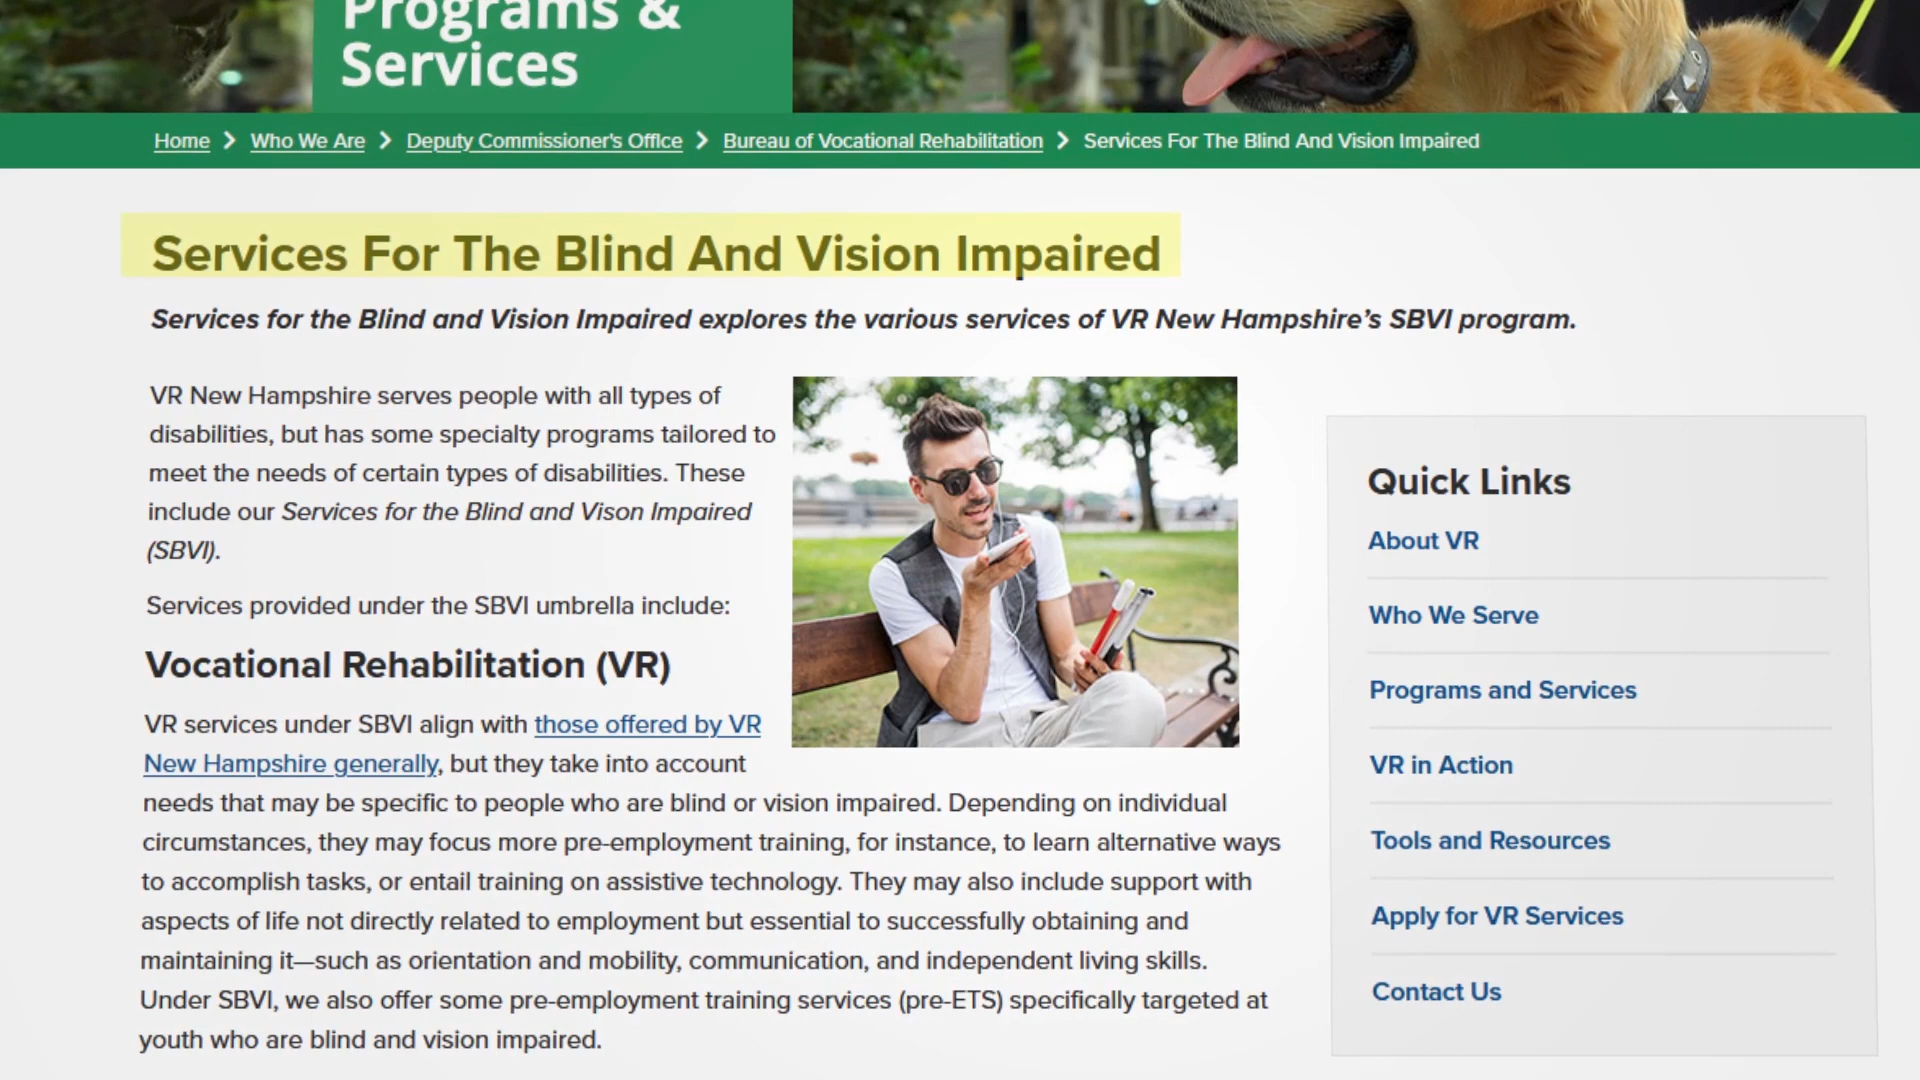 Programs &
Services
Home > Who We Are > Deputy Commissioner's Office > Bureau of Vocational Rehabilitation > Services For The Blind And Vision Impaired
Services For The Blind And Vision Impaired
Services for the Blind and Vision Impaired explores the various services of VR New Hampshire’s SBVI program.
VR New Hampshire serves people with all types of
disabilities, but has some specialty programs tailored to
meet the needs of certain types of disabilities. These
include our Services for the Blind and Vison Impaired
(SBVI).
Services provided under the SBVI umbrella include:
Vocational Rehabilitation (VR)
VR services under SBVI align with those offered by VR
New Hampshire generally, but they take into account
needs that may be specific to people who are blind or vision impaired. Depending on individual
circumstances, they may focus more pre-employment training, for instance, to learn alternative ways
to accomplish tasks, or entail training on assistive technology. They may also include support with
aspects of life not directly related to employment but essential to successfully obtaining and
maintaining it—such as orientation and mobility, communication, and independent living skills.
Under SBVI, we also offer some pre-employment training services (pre-ETS) specifically targeted at
youth who are blind and vision impaired.
Quick Links
About VR
Who We Serve
Programs and Services
VR in Action
Tools and Resources
Apply for VR Services
Contact Us